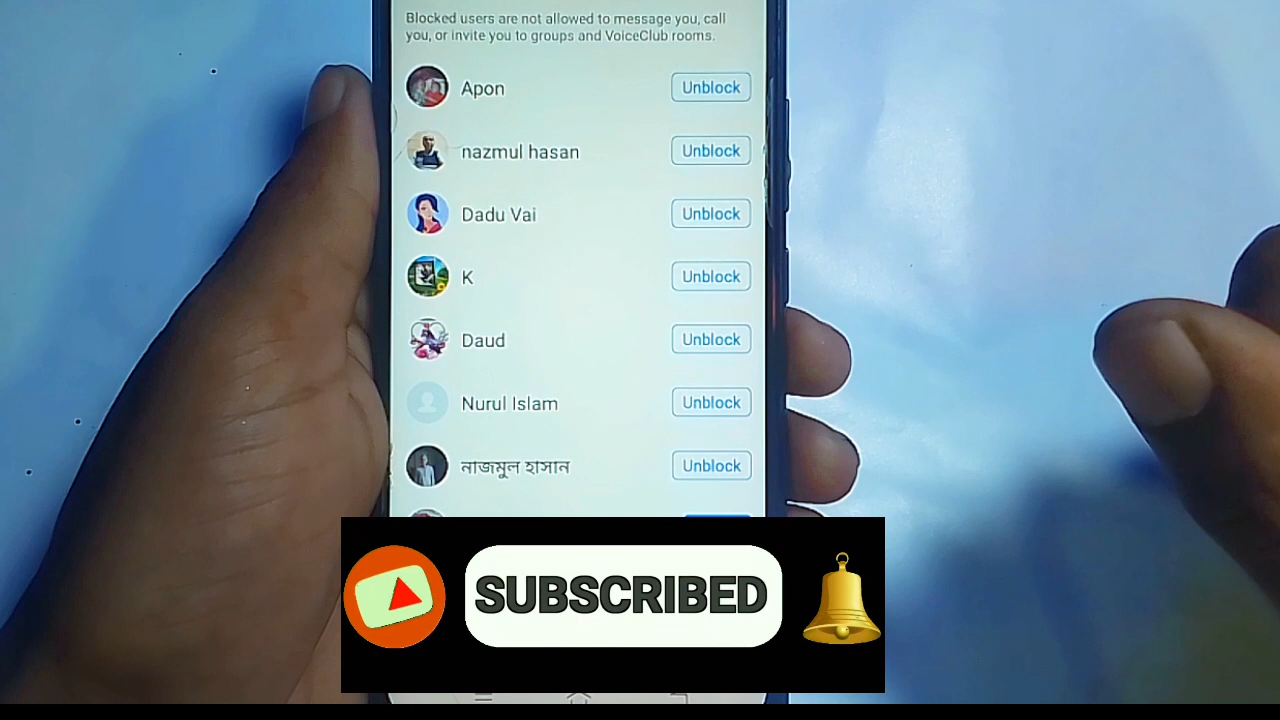 Blocked users are not allowed to message you, call
you, or invite you to groups and VoiceClub rooms.
Apon Unblock
nazmul hasan Unblock
Dadu Vai Unblock
K Unblock
Daud Unblock
Nurul Islam Unblock
নাজমুল হাসান Unblock
SUBSCRIBED